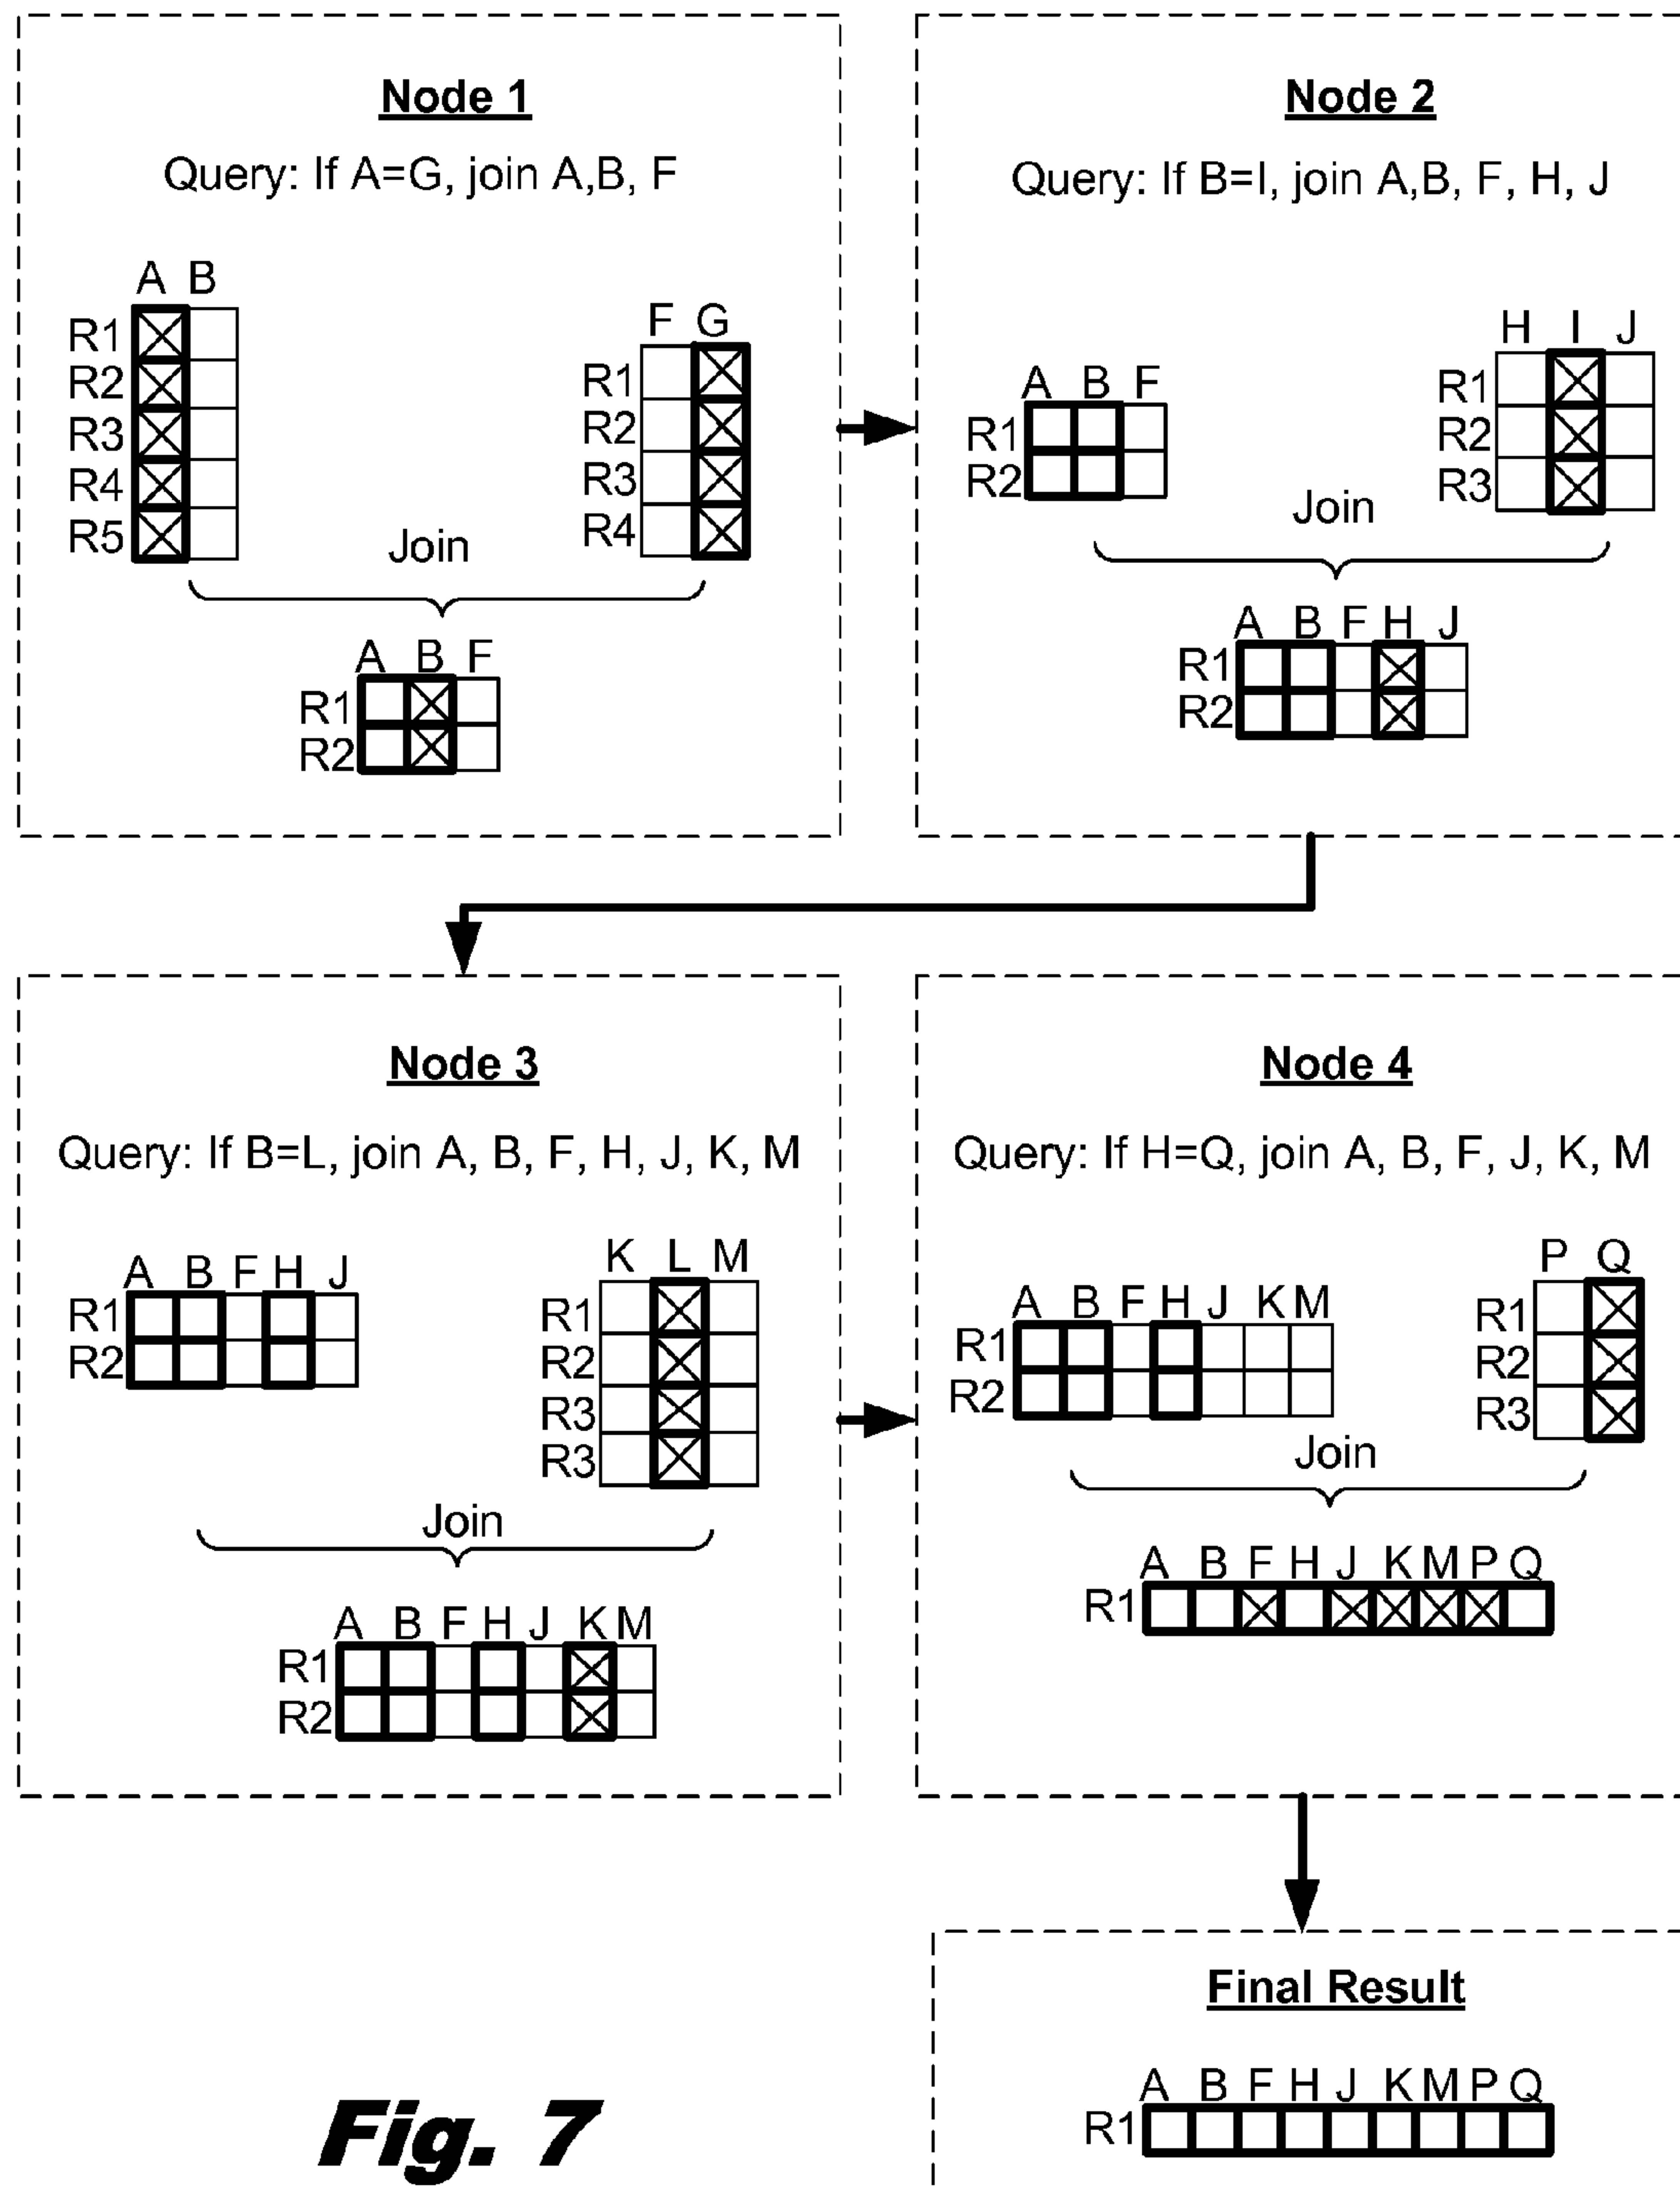 Node 1
Query: If A=G, join A,B, F
A B
R1
R2
R3
R4
R5
F G
R1
R2
R3
R4
Join
A B F
R1
R2
Node 2
Query: If B=I, join A,B, F, H, J
A B F
R1
R2
H I J
R1
R2
R3
Join
A B F H J
R1
R2
Node 3
Query: If B=L, join A, B, F, H, J, K, M
A B F H J
R1
R2
K L M
R1
R2
R3
R3
Join
A B F H J K M
R1
R2
Node 4
Query: If H=Q, join A, B, F, J, K, M
A B F H J K M
R1
R2
P Q
R1
R2
R3
Join
A B F H J K M P Q
R1
Final Result
A B F H J K M P Q
R1
Fig. 7